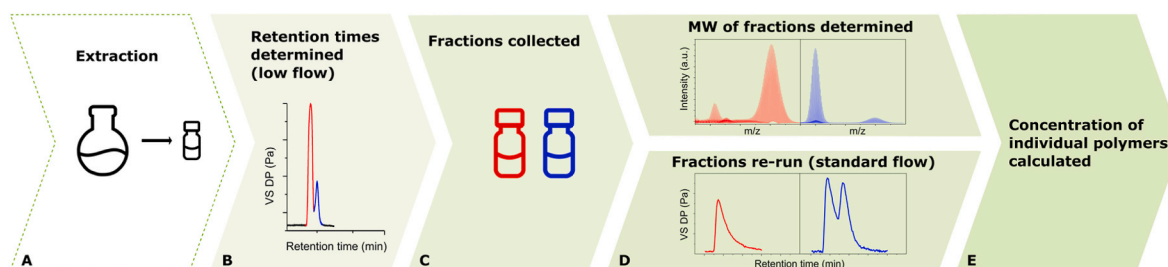 Extraction
A
Retention times
determined
(low flow)
VS DP (Pa)
Retention time (min)
B
Fractions collected
C
MW of fractions determined
Intensity (a.u.)
m/z
m/z
Fractions re-run (standard flow)
VS DP (Pa)
Retention time (min)
D
Concentration of
individual polymers
calculated
E